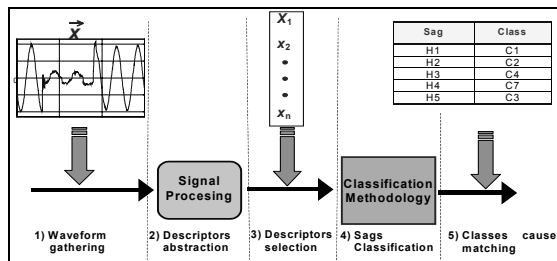 X
X1
x2
xn
Sag Class
H1 C1
H2 C2
H3 C4
H4 C7
H5 C3
0
Signal
Procesing
Classification
Methodology
1) Waveform
gathering
2) Descriptors
abstraction
3) Descriptors
selection
4) Sags
Classification
5) Classes cause
matching